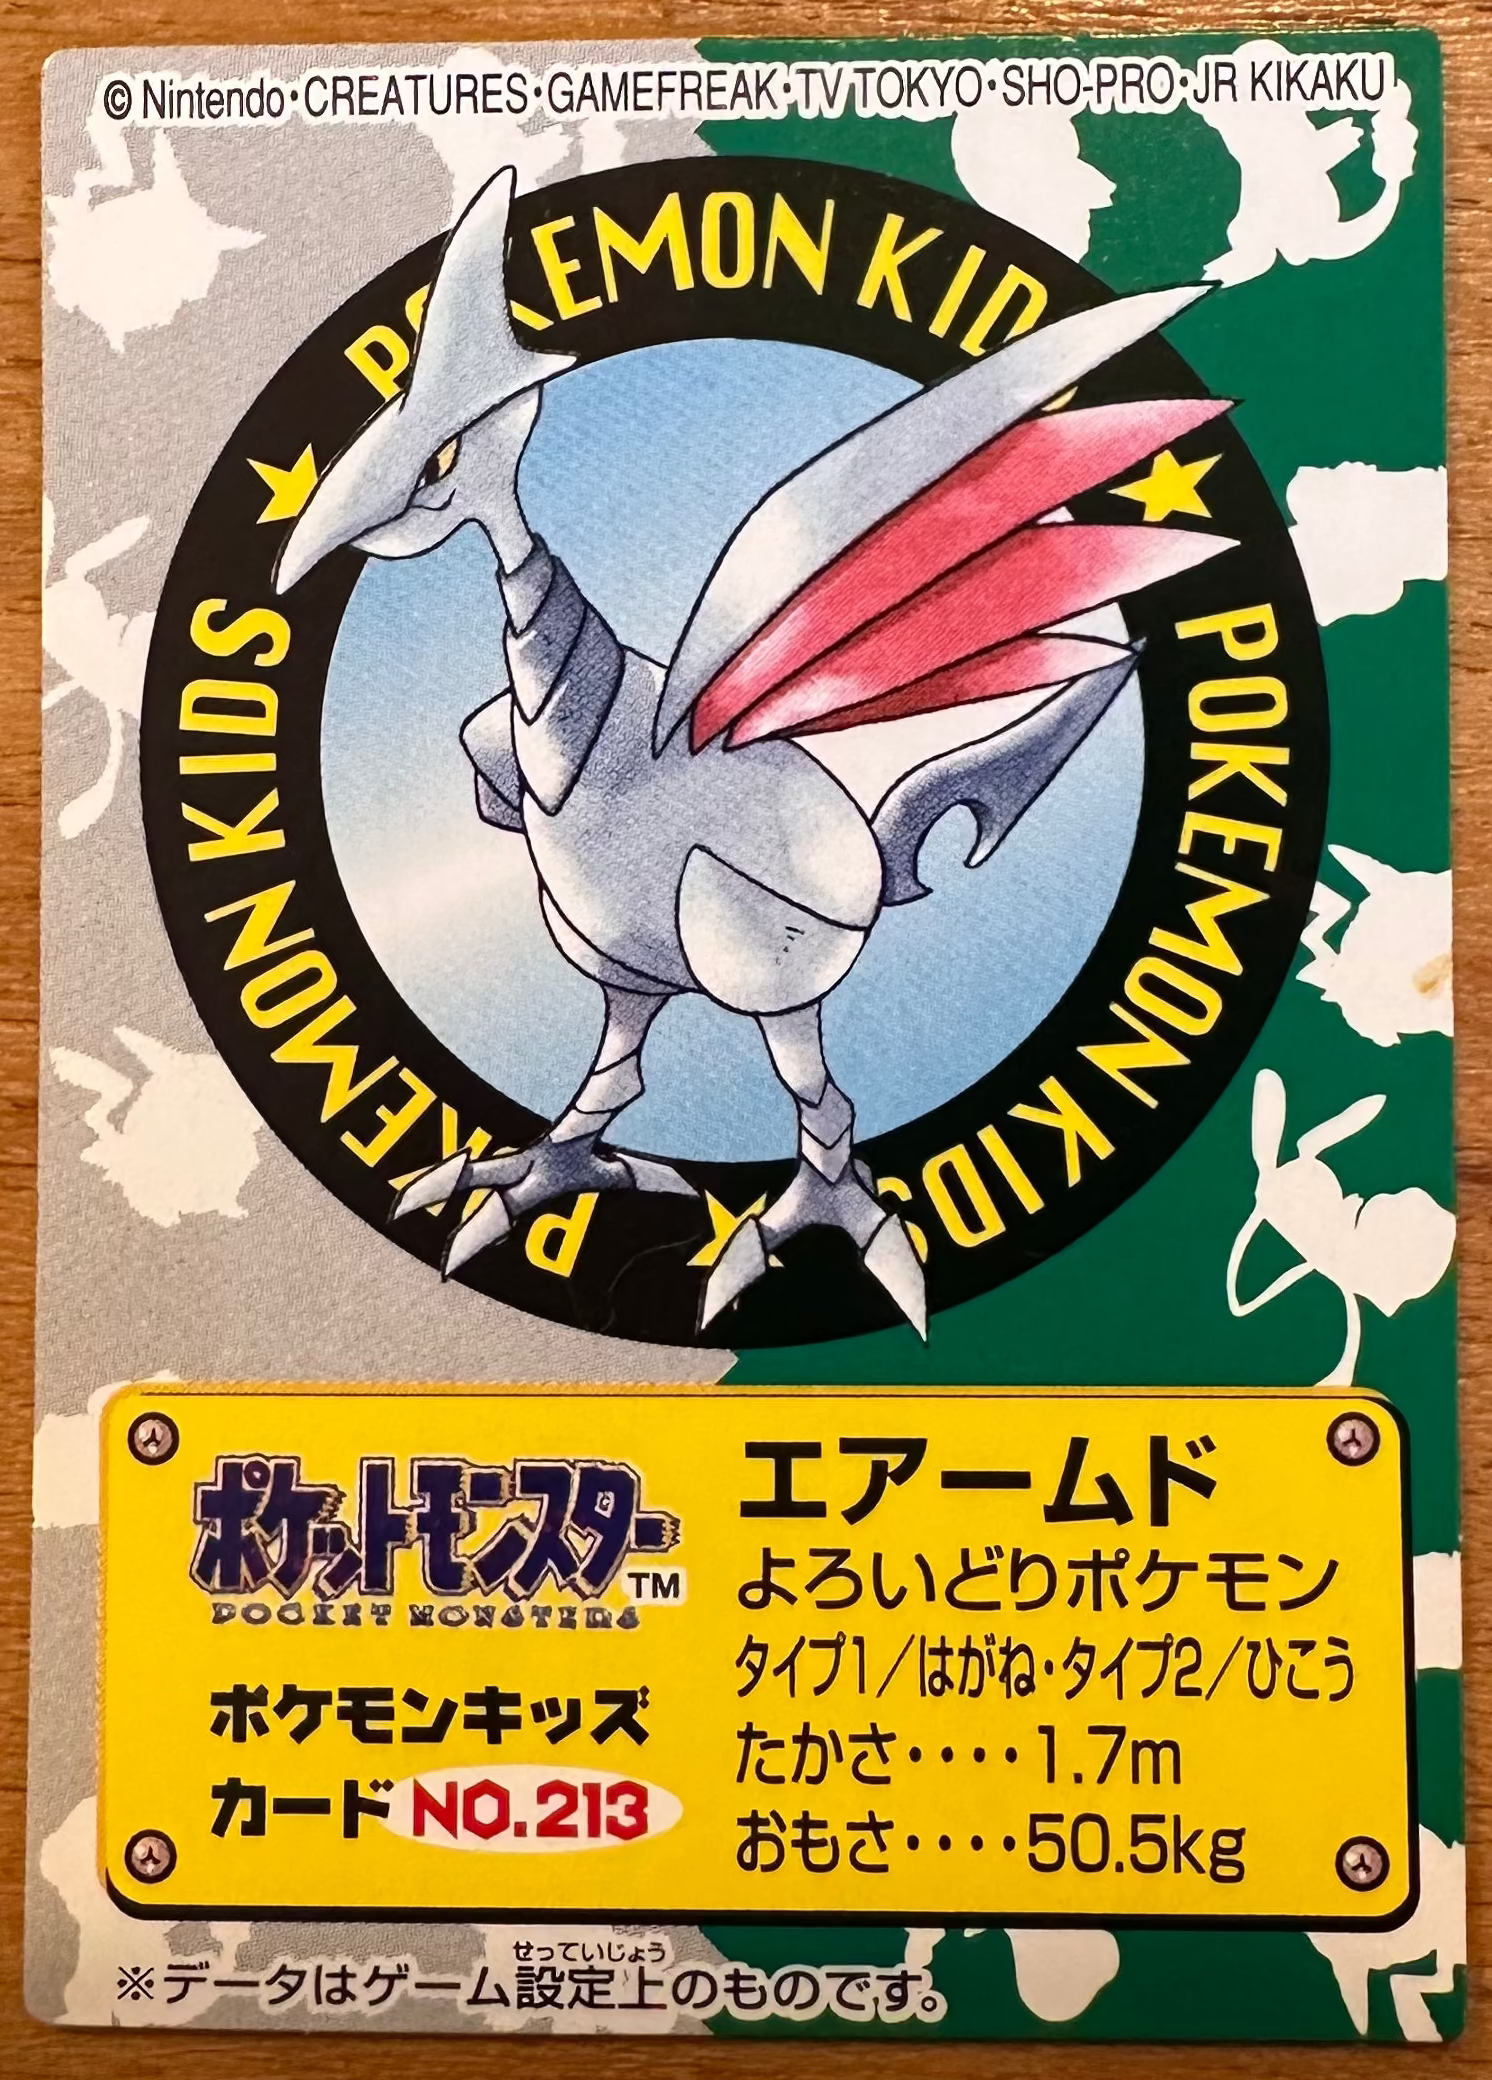 © Nintendo・CREATURES・GAMEFREAK・TV TOKYO・SHO-PRO・JR KIKAKU
POKEMON KIDS
POKEMON KIDS
POKEMON KIDS
ポケットモンスター™
POCKET MONSTERS
ポケモンキッズ
カード NO.213
エアームド
よろいどりポケモン
タイプ1/はがね・タイプ2/ひこう
たかさ････1.7m
おもさ････50.5kg
せっていじょう
※データはゲーム設定上のものです。